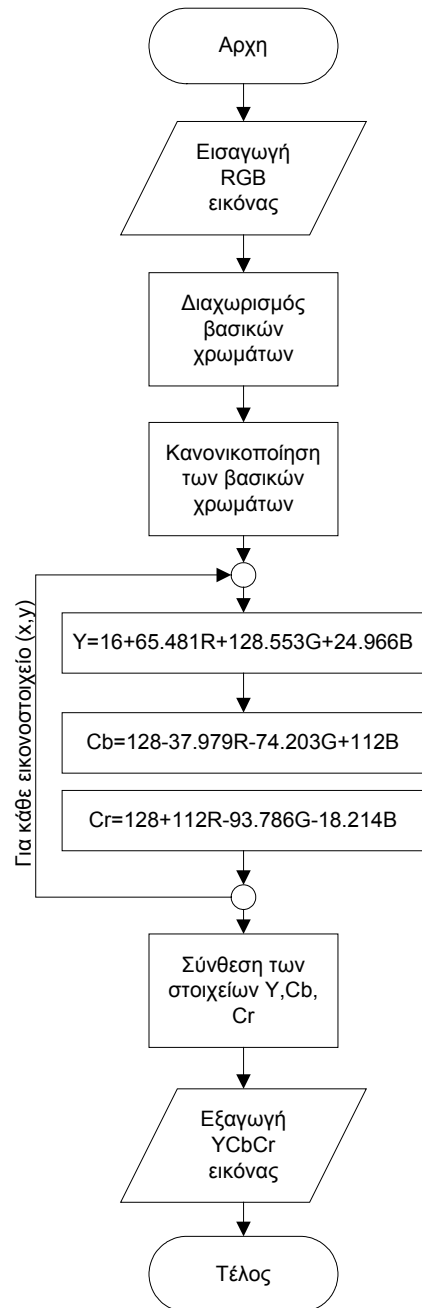 Αρχη
Εισαγωγή
RGB
εικόνας
Διαχωρισμός
βασικών
χρωμάτων
Κανονικοποίηση
των βασικών
χρωμάτων
Για κάθε εικονοστοιχείο (x,y)
Y=16+65.481R+128.553G+24.966B
Cb=128-37.979R-74.203G+112B
Cr=128+112R-93.786G-18.214B
Σύνθεση των
στοιχείων Y,Cb,
Cr
Εξαγωγή
YCbCr
εικόνας
Τέλος